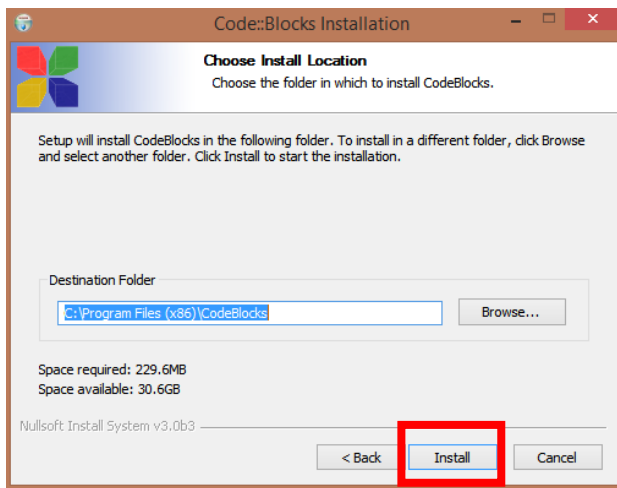 Code::Blocks Installation
Choose Install Location
Choose the folder in which to install CodeBlocks.
Setup will install CodeBlocks in the following folder. To install in a different folder, click Browse
and select another folder. Click Install to start the installation.
Destination Folder
C:\Program Files (x86)\CodeBlocks
Browse...
Space required: 229.6MB
Space available: 30.6GB
Nullsoft Install System v3.0b3
< Back Install Cancel